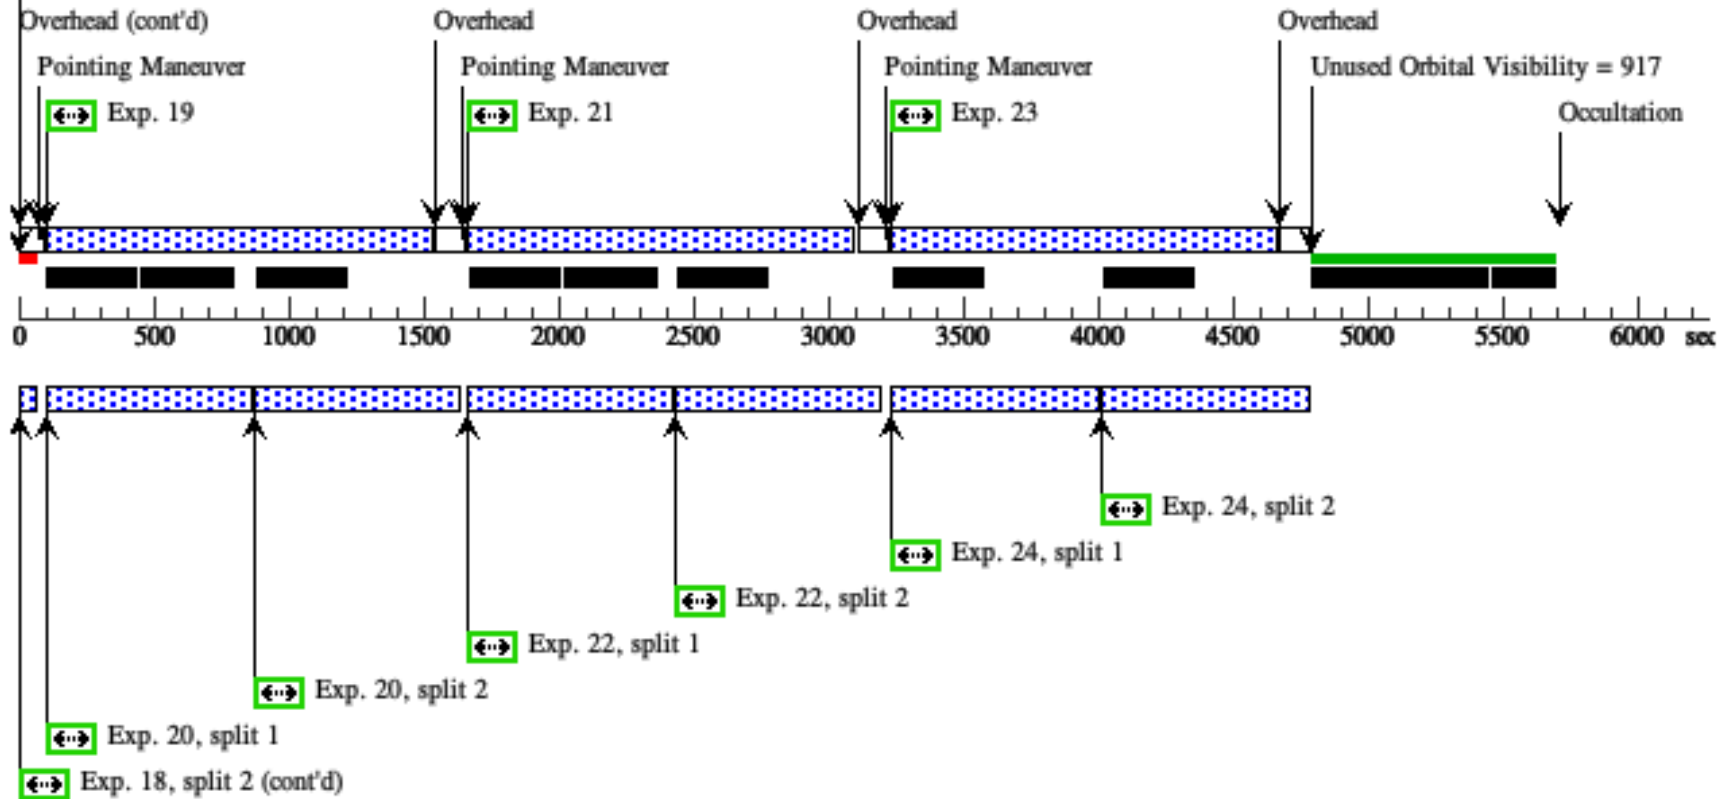 Overhead (cont'd) Overhead Overhead Overhead
Pointing Maneuver Pointing Maneuver Pointing Maneuver Unused Orbital Visibility = 917
Exp. 19 Exp. 21 Exp. 23 Occultation
0 500 1000 1500 2000 2500 3000 3500 4000 4500 5000 5500 6000 sec
Exp. 24, split 2
Exp. 24, split 1
Exp. 22, split 2
Exp. 22, split 1
Exp. 20, split 2
Exp. 20, split 1
Exp. 18, split 2 (cont'd)